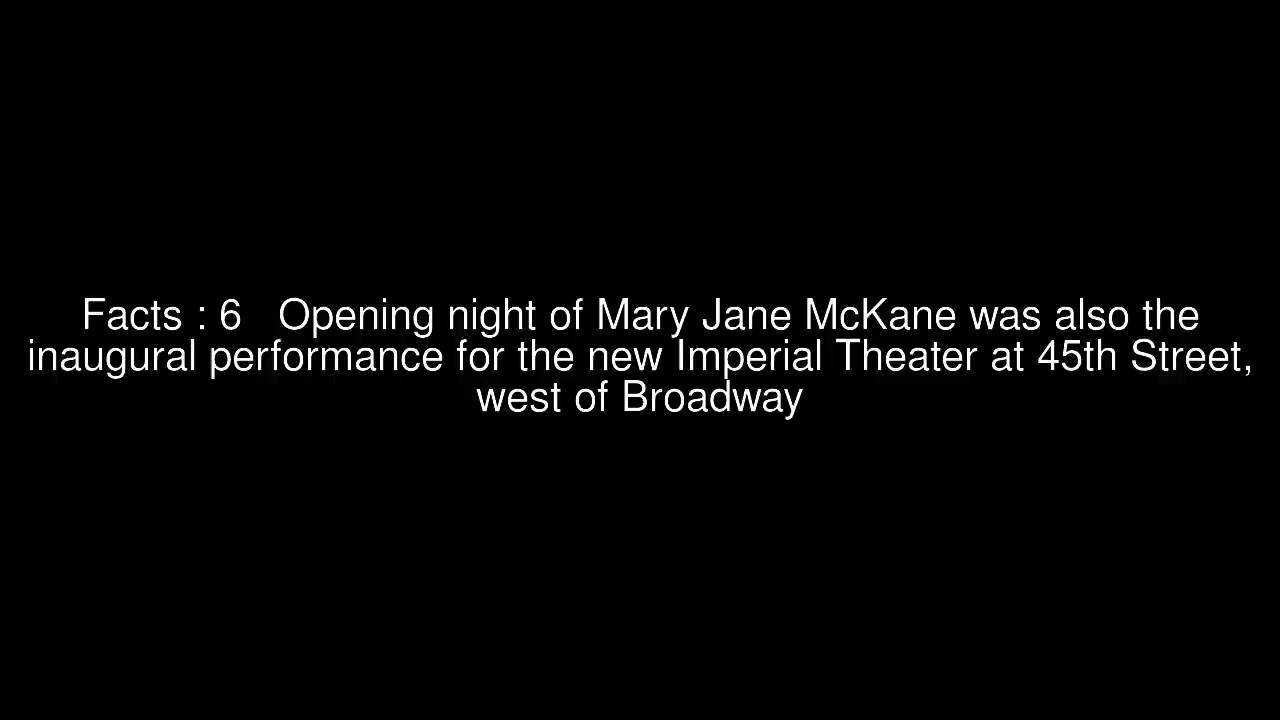 Facts : 6   Opening night of Mary Jane McKane was also the
inaugural performance for the new Imperial Theater at 45th Street,
west of Broadway